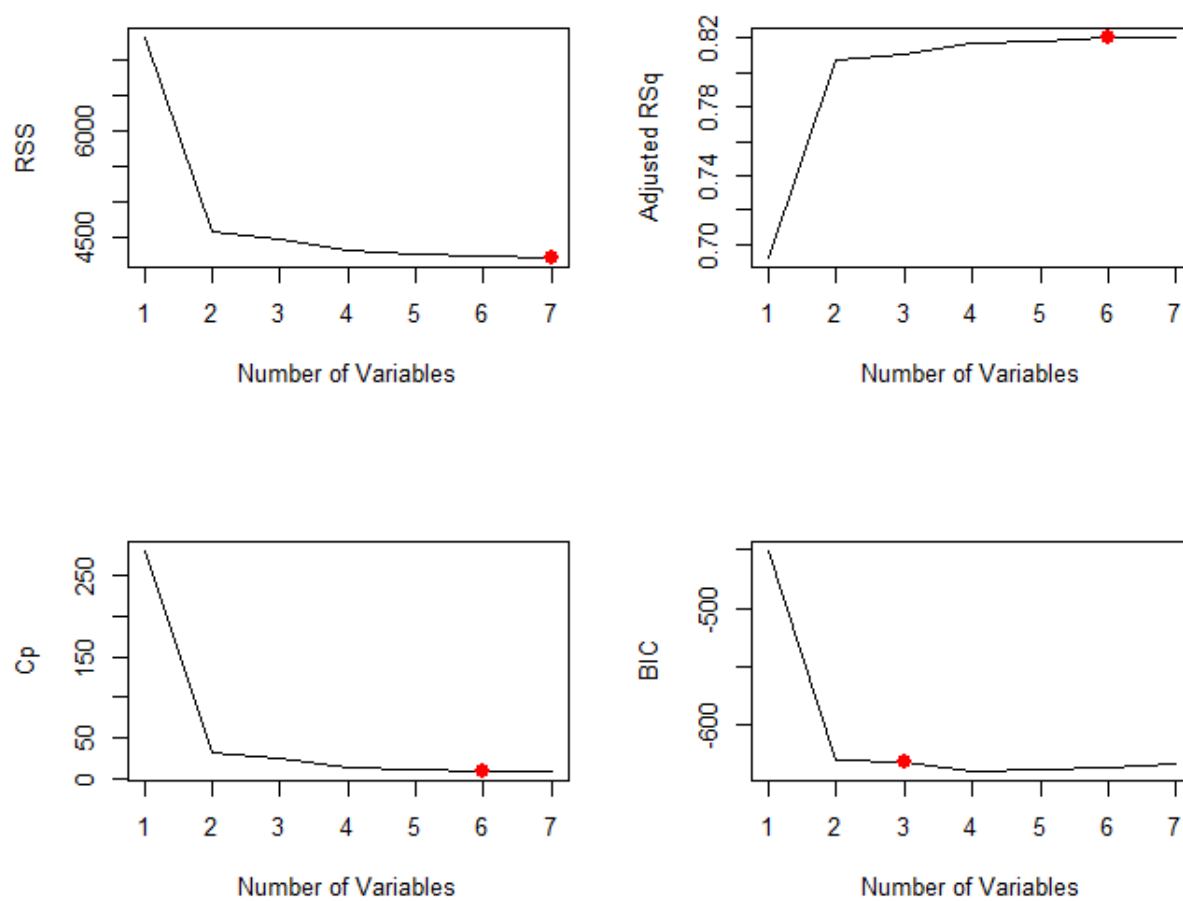 RSS
4500 6000
1 2 3 4 5 6 7
Number of Variables
Adjusted RSq
0.70 0.74 0.78 0.82
1 2 3 4 5 6 7
Number of Variables
Cp
0 50 150 250
1 2 3 4 5 6 7
Number of Variables
BIC
-600 -500
1 2 3 4 5 6 7
Number of Variables